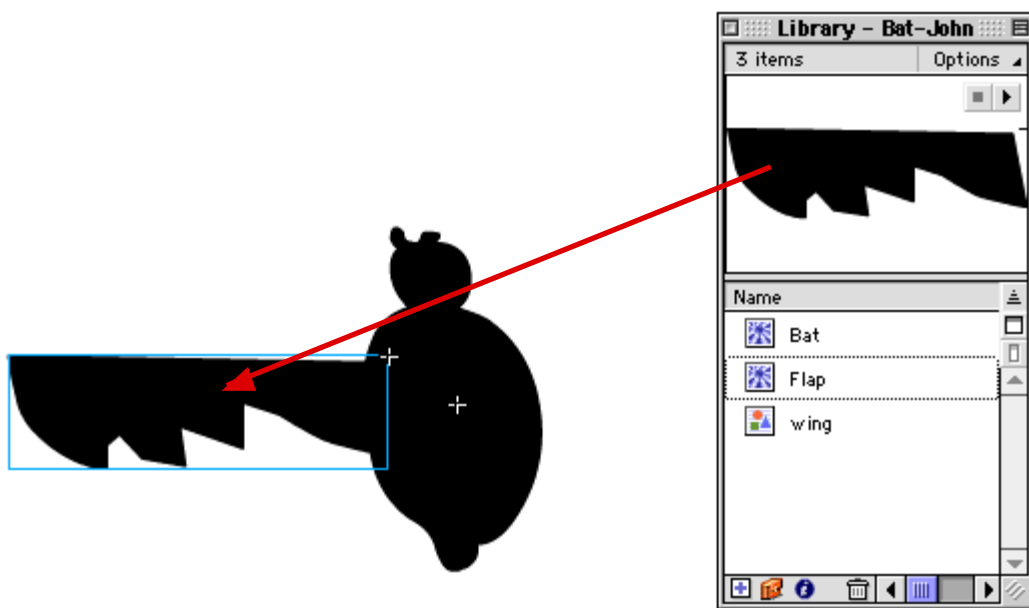 Library - Bat-John
3 items Options
Name
Bat
Flap
wing